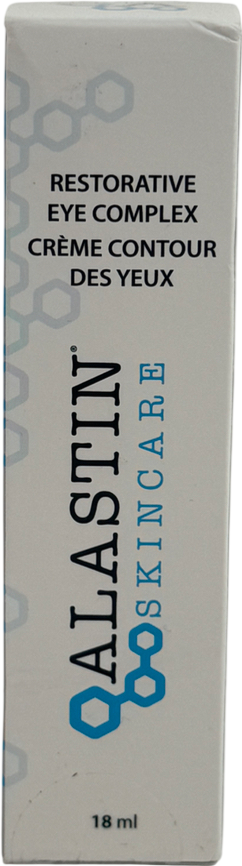 RESTORATIVE
EYE COMPLEX
CRÈME CONTOUR
DES YEUX
ALASTIN®
SKINCARE
18 ml